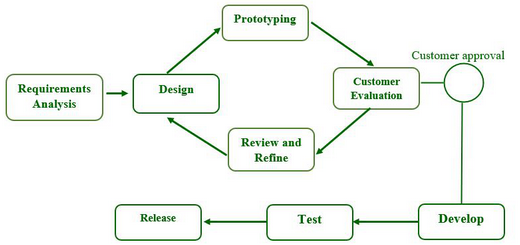 Prototyping
Customer approval
Requirements
Analysis
Design
Customer
Evaluation
Review and
Refine
Release
Test
Develop